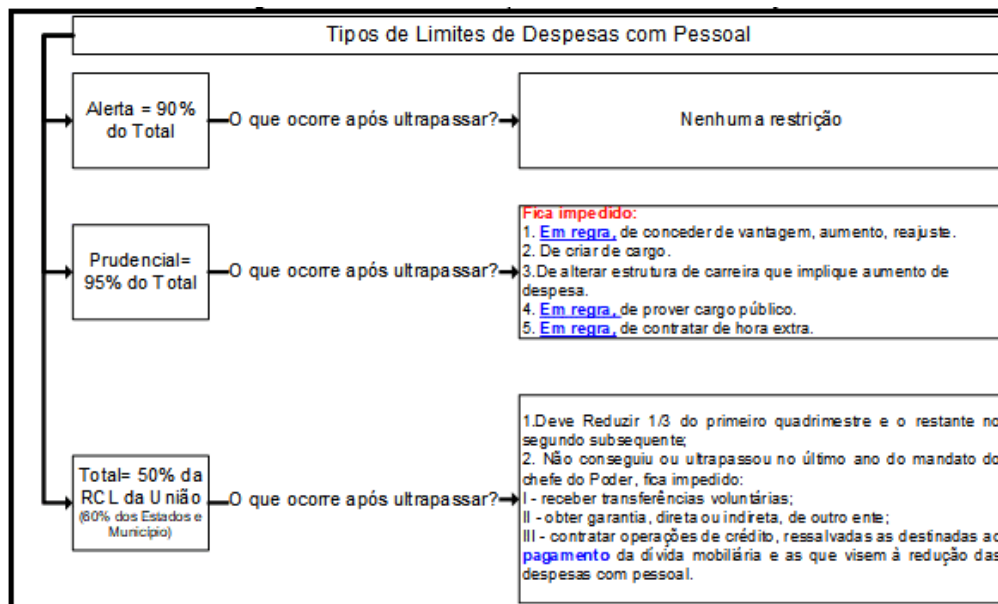 Tipos de Limites de Despesas com Pessoal
Alerta = 90%
do Total
O que ocorre após ultrapassar?
Nenhuma restrição
Prudencial=
95% do Total
O que ocorre após ultrapassar?
Fica impedido:
1. Em regra, de conceder de vantagem, aumento, reajuste.
2. De criar de cargo.
3.De alterar estrutura de carreira que implique aumento de
despesa.
4. Em regra, de prover cargo público.
5. Em regra, de contratar de hora extra.
Total= 50% da
RCL da União
(60% dos Estados e
Município)
O que ocorre após ultrapassar?
1.Deve Reduzir 1/3 do primeiro quadrimestre e o restante no
segundo subsequente;
2. Não conseguiu ou ultrapassou no último ano do mandato do
chefe do Poder, fica impedido:
I - receber transferências voluntárias;
II - obter garantia, direta ou indireta, de outro ente;
III - contratar operações de crédito, ressalvadas as destinadas ao
pagamento da dívida mobiliária e as que visem à redução das
despesas com pessoal.